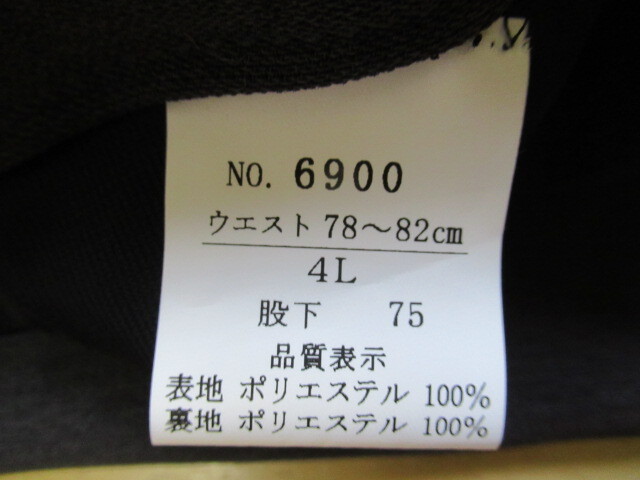 NO. 6900
ウエスト 78～82cm
4L
股下 75
品質表示
表地 ポリエステル 100%
裏地 ポリエステル 100%